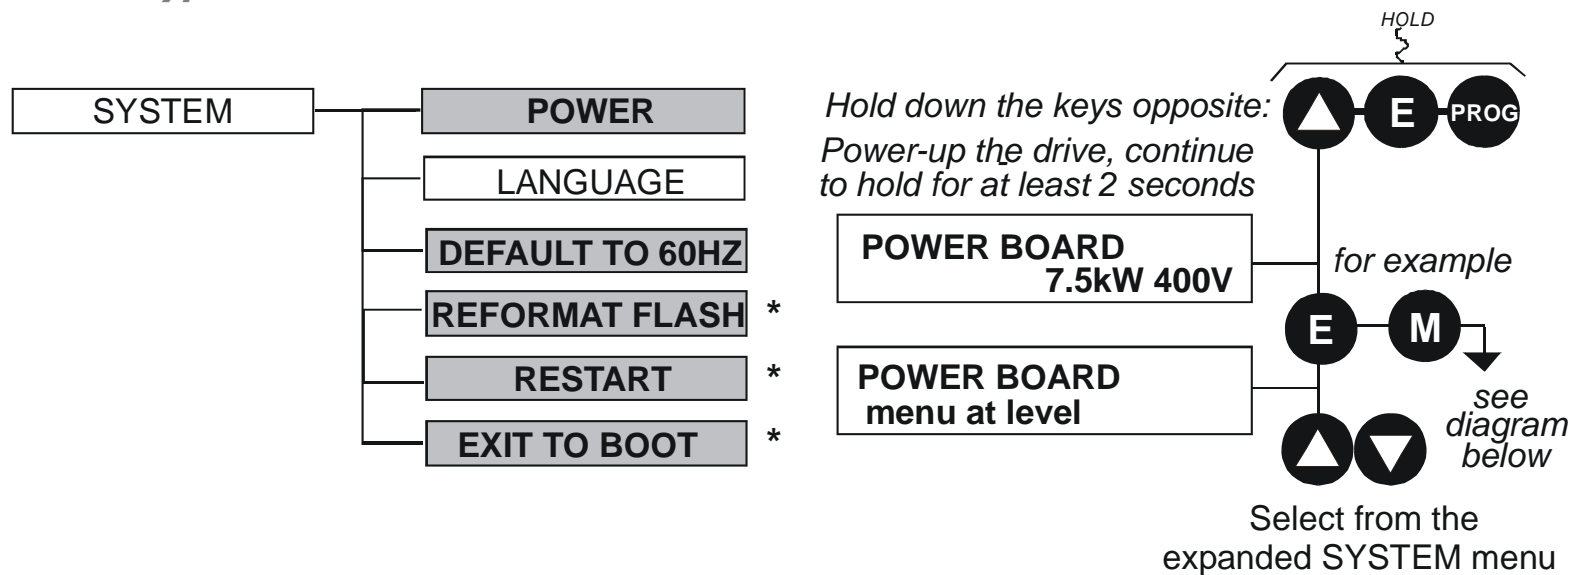 SYSTEM
POWER
LANGUAGE
DEFAULT TO 60HZ
REFORMAT FLASH *
RESTART *
EXIT TO BOOT *
HOLD
Hold down the keys opposite:
E
PROG
Power-up the drive, continue
to hold for at least 2 seconds
POWER BOARD
7.5kW 400V
for example
E
M
POWER BOARD
menu at level
see
diagram
below
Select from the
expanded SYSTEM menu